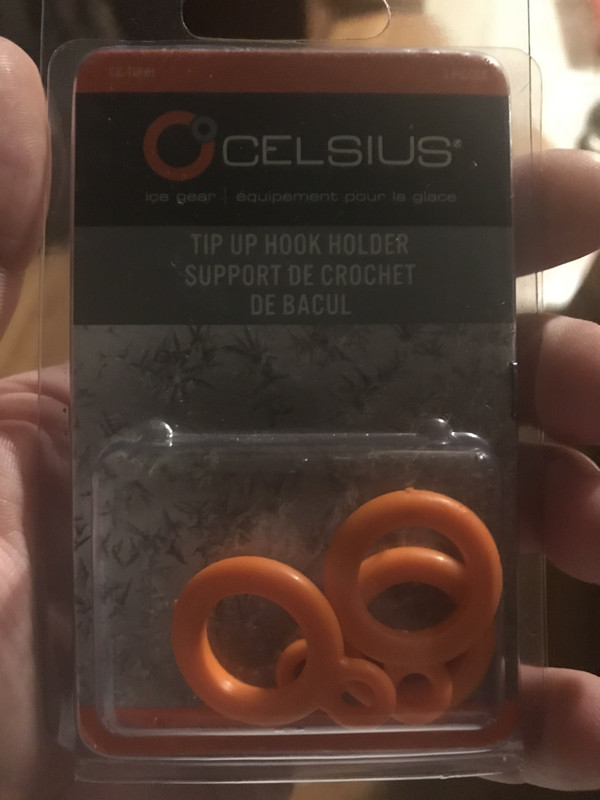 CELSIUS®
ice gear | équipement pour la glace
TIP UP HOOK HOLDER
SUPPORT DE CROCHET
DE BACUL